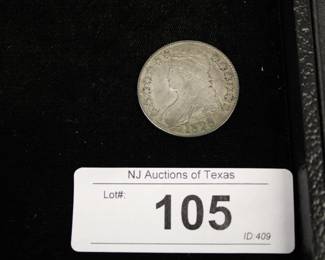 NJ Auctions of Texas
Lot#:
105
ID:409